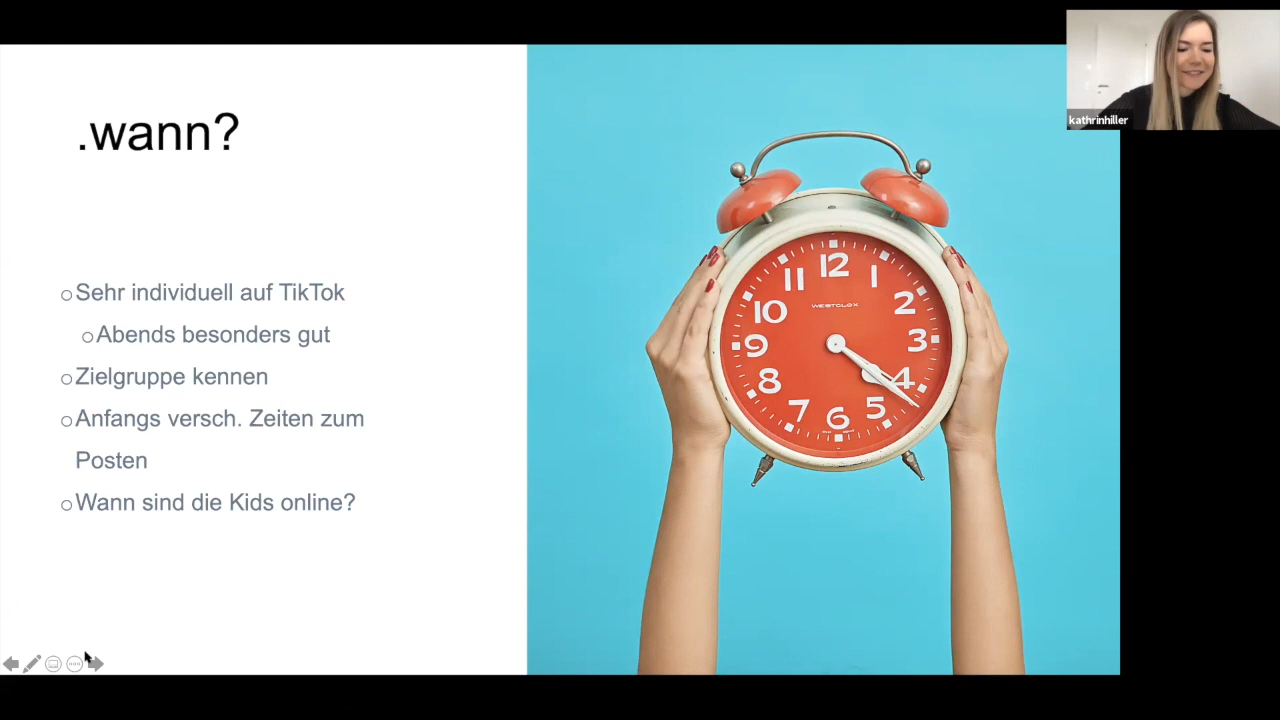 .wann?
Sehr individuell auf TikTok
Abends besonders gut
Zielgruppe kennen
Anfangs versch. Zeiten zum
Posten
Wann sind die Kids online?
kathrinhiller
12
1
2
3
4
5
6
7
8
9
10
11
WESTCLOX